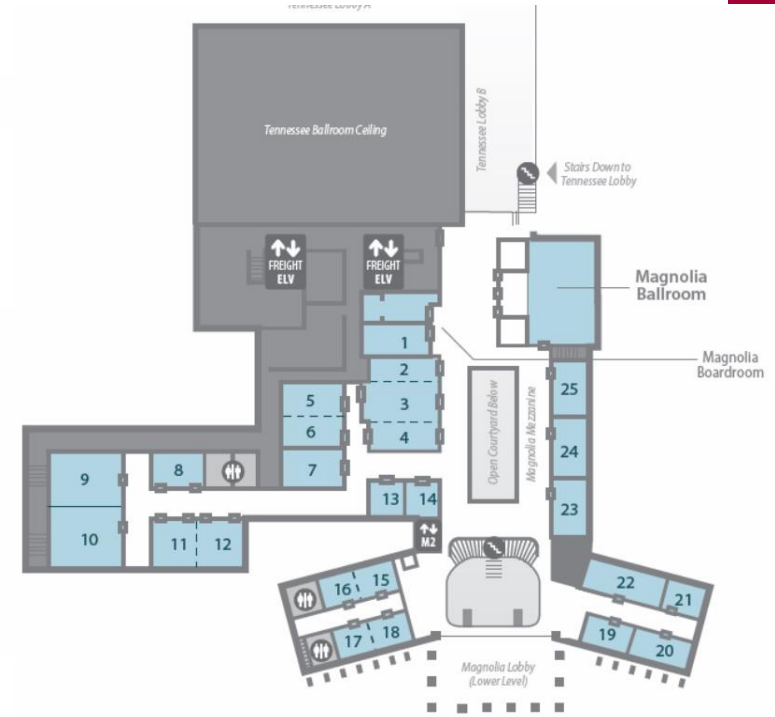 Tennessee Lobby A
Tennessee Ballroom Ceiling
Tennessee Lobby B
Stairs Down to
Tennessee Lobby
FREIGHT
ELV
FREIGHT
ELV
Magnolia
Ballroom
1
Magnolia
Boardroom
2
3
4
5
6
7
8
9
10
11
12
13
14
M2
Open Courtyard Below
Magnolia Mezzanine
25
24
23
22
21
20
19
16
15
17
18
Magnolia Lobby
(Lower Level)